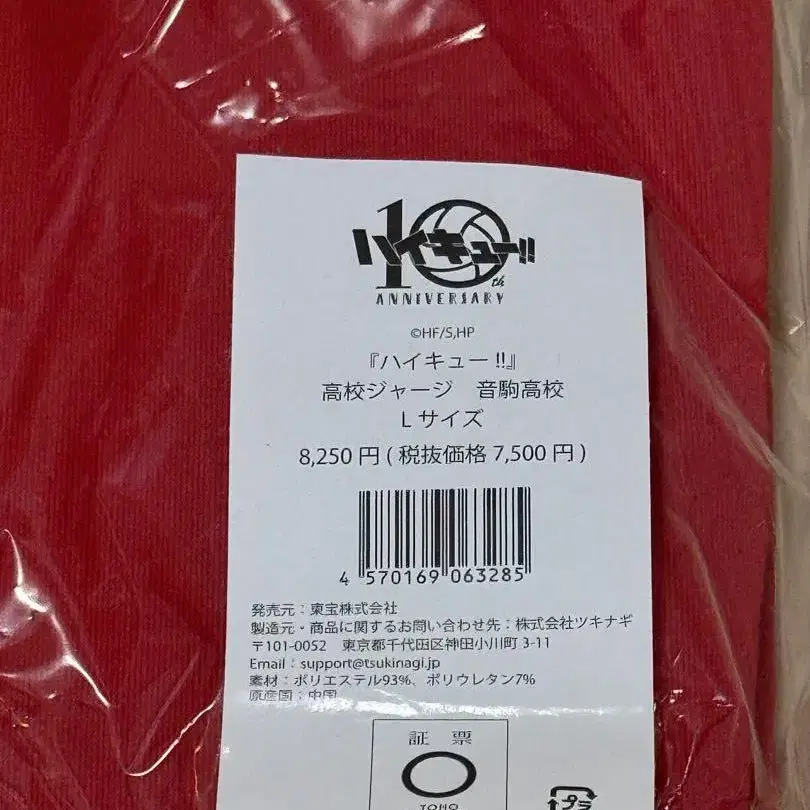 ハイキュー!!
10th
ANNIVERSARY
©HF/S,HP
『ハイキュー!!』
高校ジャージ　音駒高校
Lサイズ
8,250円(税抜価格7,500円)
4 570169 063285
発売元：東宝株式会社
製造元・商品に関するお問い合わせ先：株式会社ツキナギ
〒101-0052　東京都千代田区神田小川町 3-11
Email：support@tsukinagi.jp
素材：ポリエステル93%、ポリウレタン7%
原産国：中国
証票
TOHO
プラ